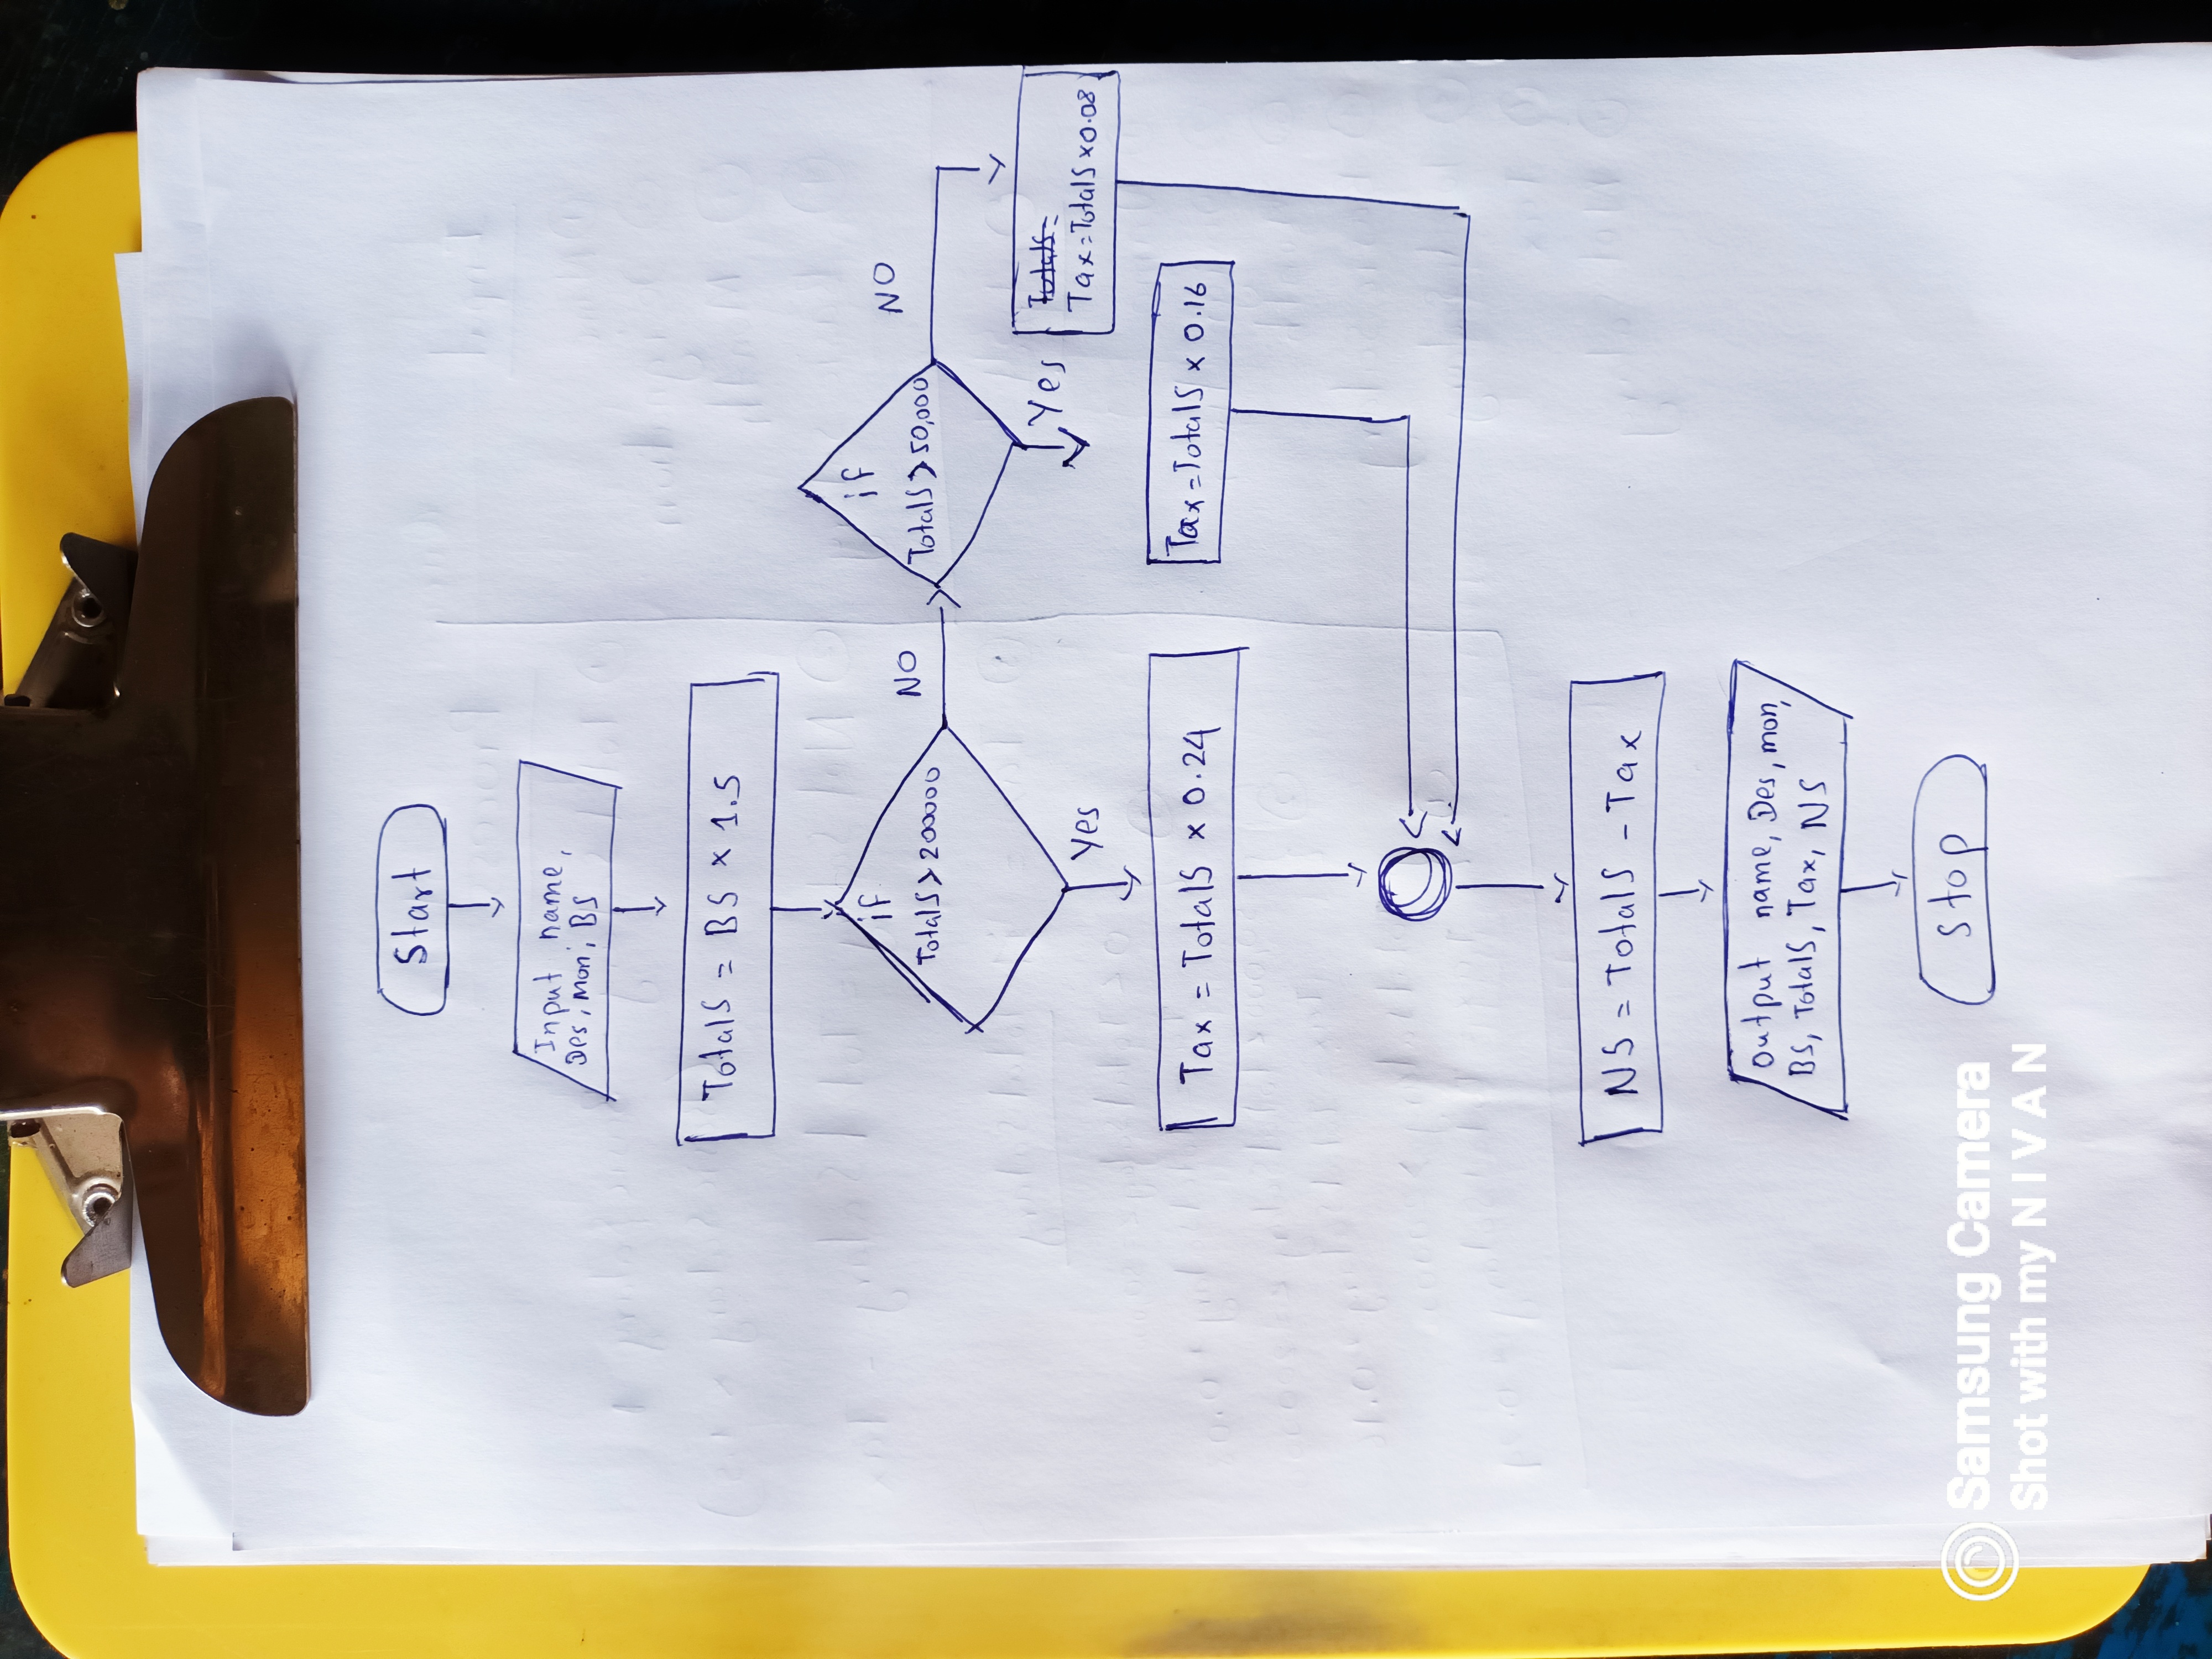 Start
Input name,
Des, mon, BS
TotalS = BS × 1.5
if
TotalS > 200000
NO
if
TotalS > 50,000
NO
Yes
Yes
TotalS =
Tax = TotalS × 0.08
Tax = TotalS × 0.24
Tax = TotalS × 0.16
NS = TotalS - Tax
Output name, Des, mon,
BS, TotalS, Tax, NS
Stop
Samsung Camera
Shot with my N I V A N